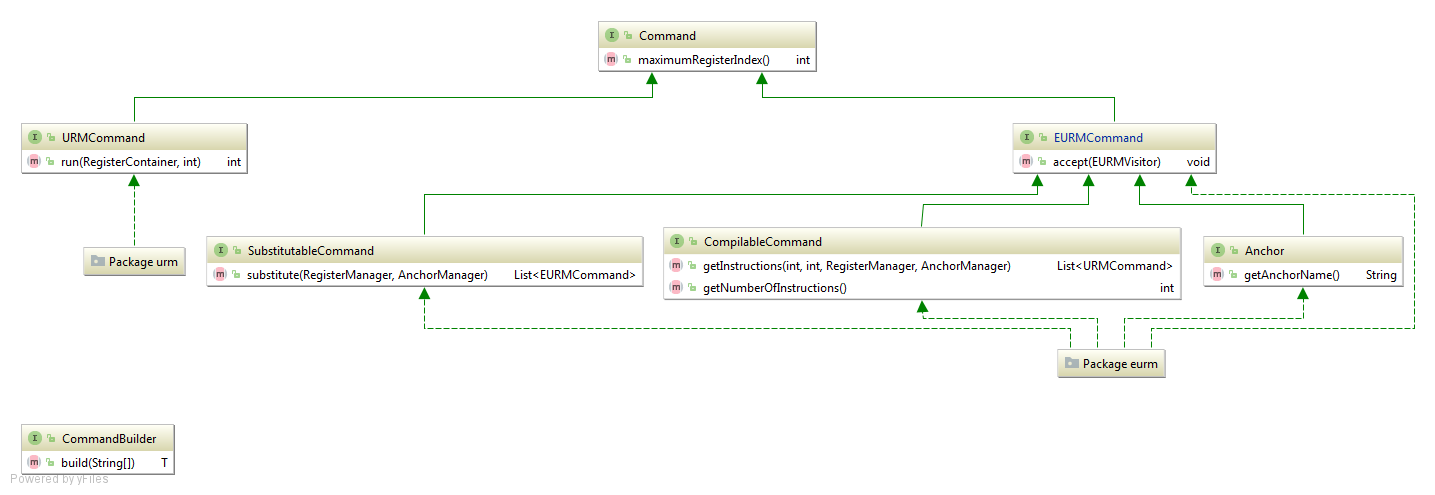 Command
maximumRegisterIndex() int
URMCommand
run(RegisterContainer, int) int
EURMCommand
accept(EURMVisitor) void
Package urm
SubstitutableCommand
substitute(RegisterManager, AnchorManager) List<EURMCommand>
CompilableCommand
getInstructions(int, int, RegisterManager, AnchorManager) List<URMCommand>
getNumberOfInstructions() int
Anchor
getAnchorName() String
Package eurm
CommandBuilder
build(String[]) T
Powered by yFiles